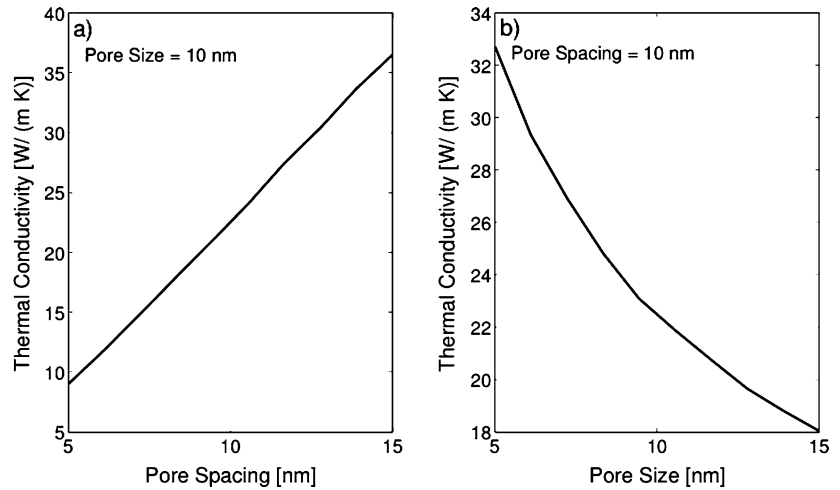 a)
Pore Size = 10 nm
Thermal Conductivity [W/ (m K)]
40
35
30
25
20
15
10
5
5
10
15
Pore Spacing [nm]
b)
Pore Spacing = 10 nm
Thermal Conductivity [W/ (m K)]
34
32
30
28
26
24
22
20
18
5
10
15
Pore Size [nm]